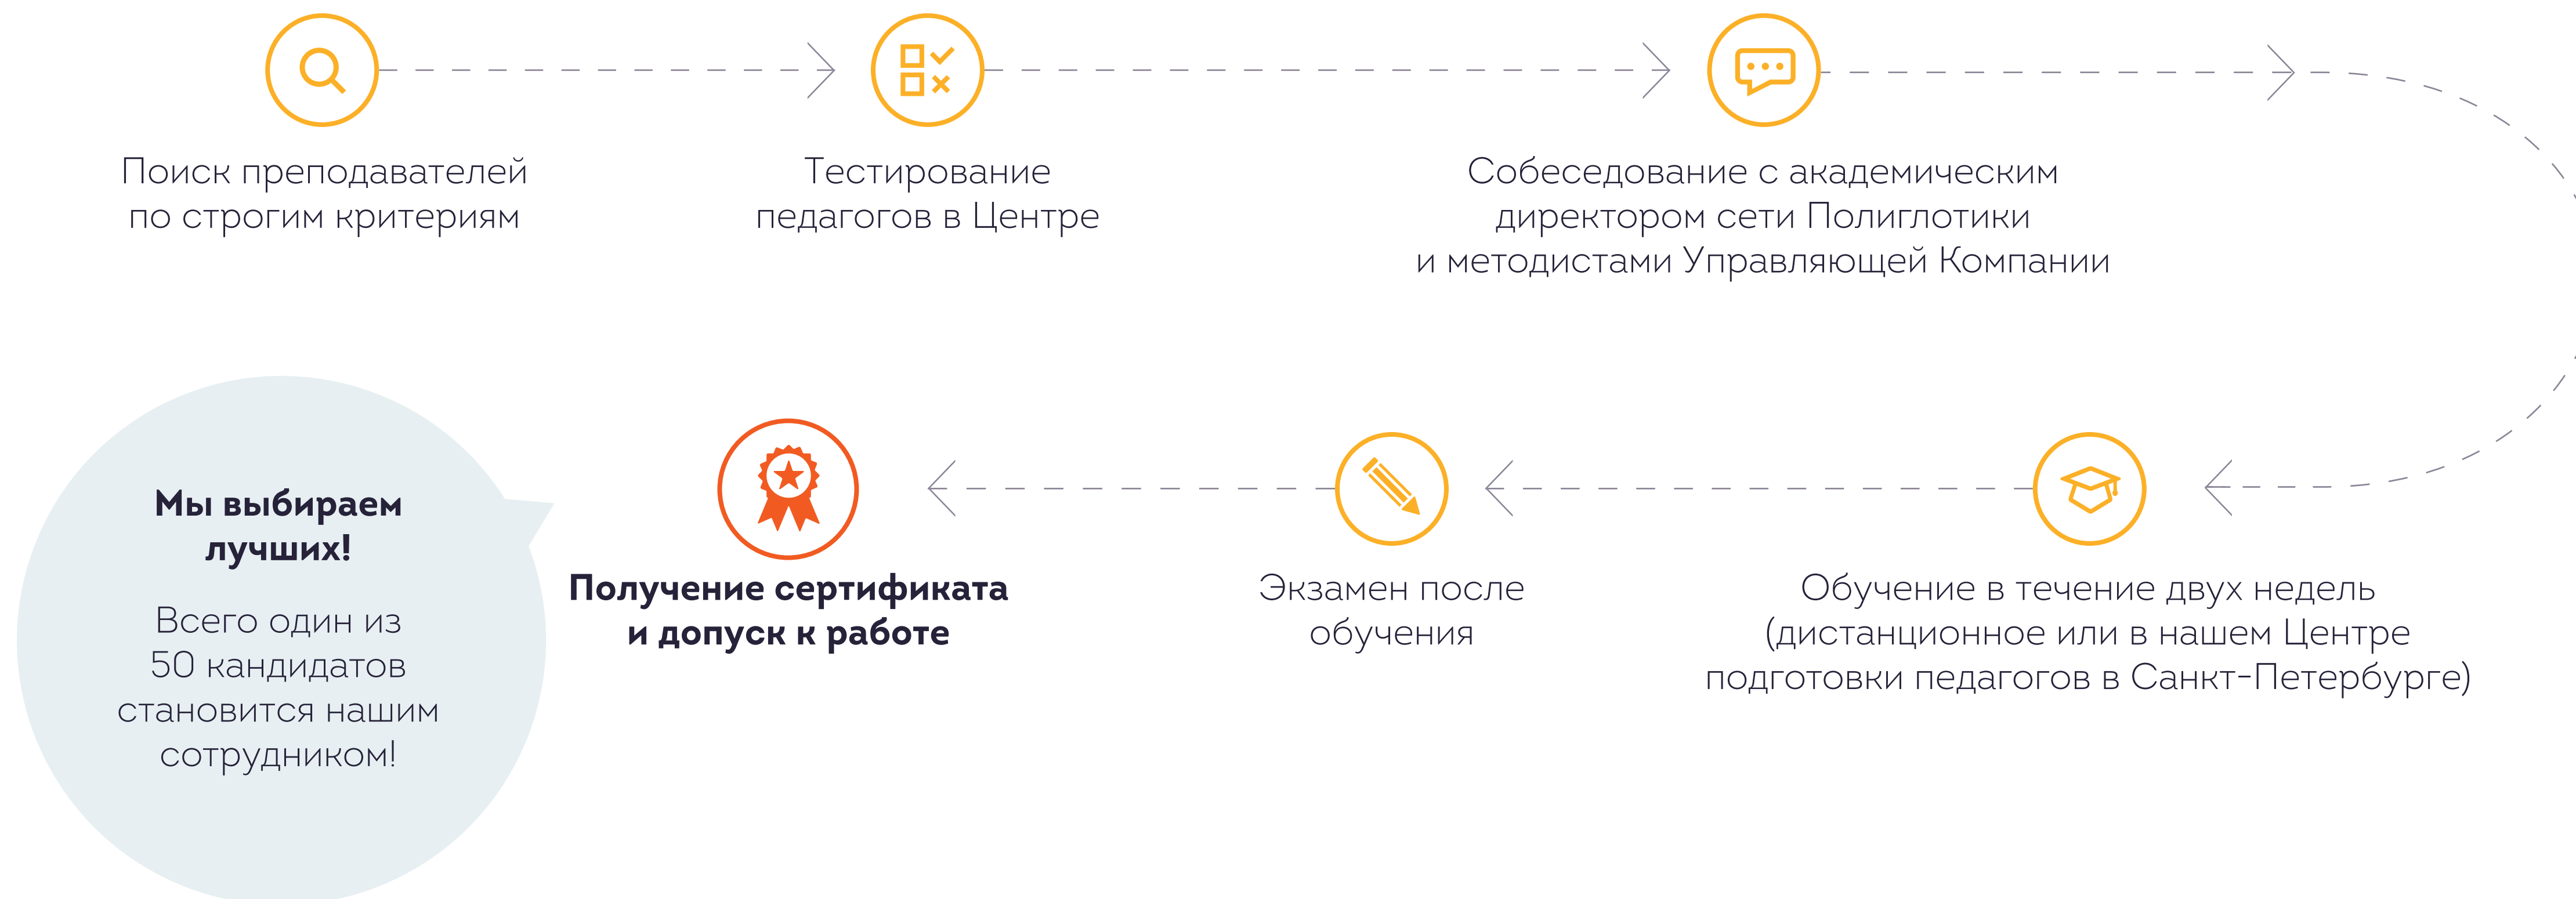 Поиск преподавателей
по строгим критериям
Тестирование
педагогов в Центре
Собеседование с академическим
директором сети Полиглотики
и методистами Управляющей Компании
Обучение в течение двух недель
(дистанционное или в нашем Центре
подготовки педагогов в Санкт-Петербурге)
Экзамен после
обучения
Получение сертификата
и допуск к работе
Мы выбираем
лучших!
Всего один из
50 кандидатов
становится нашим
сотрудником!